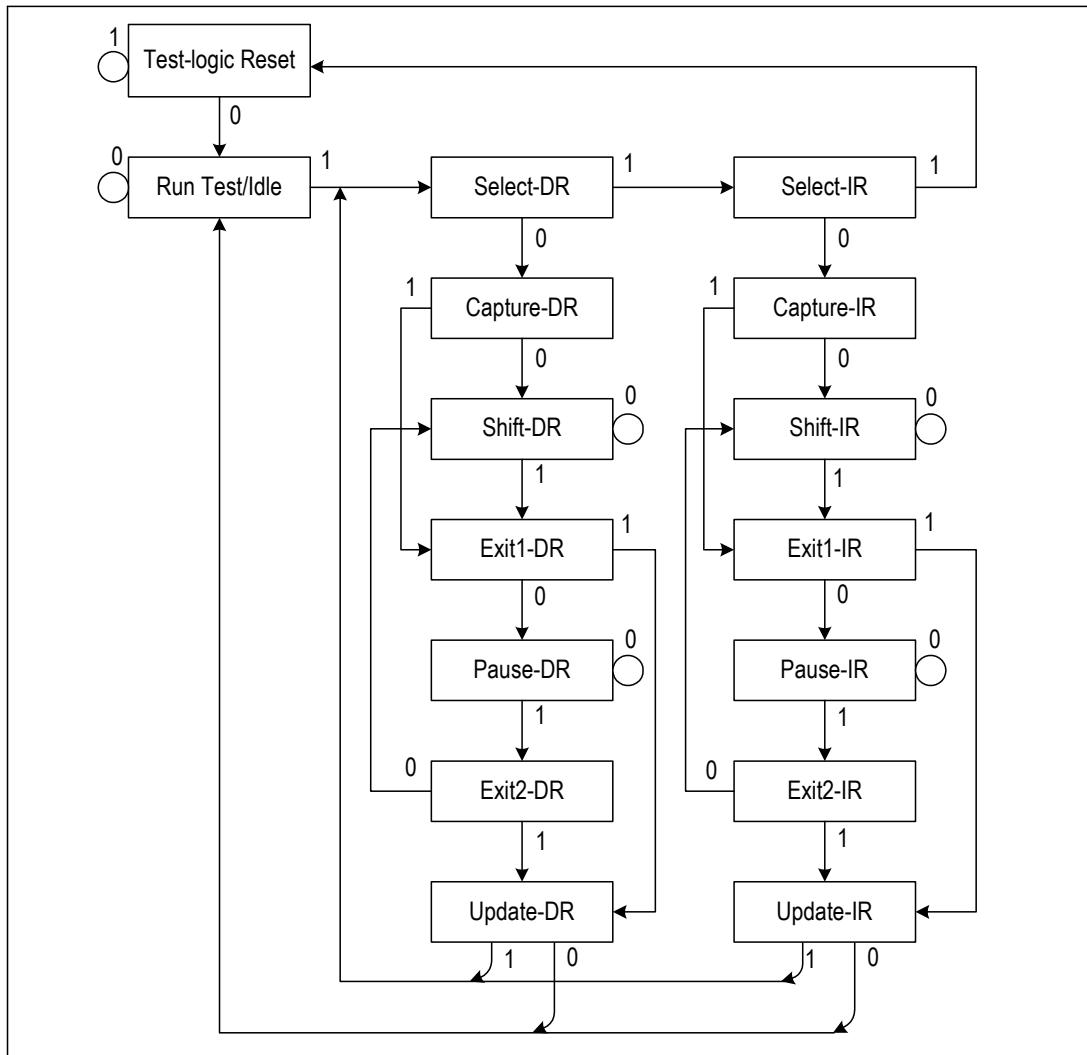 1
Test-logic Reset
0
0
Run Test/Idle
1
Select-DR
1
Select-IR
1
0
0
1
Capture-DR
1
Capture-IR
0
0
Shift-DR
0
Shift-IR
0
1
1
Exit1-DR
1
Exit1-IR
1
0
0
Pause-DR
0
Pause-IR
0
1
1
0
Exit2-DR
0
Exit2-IR
1
1
Update-DR
Update-IR
1
0
1
0